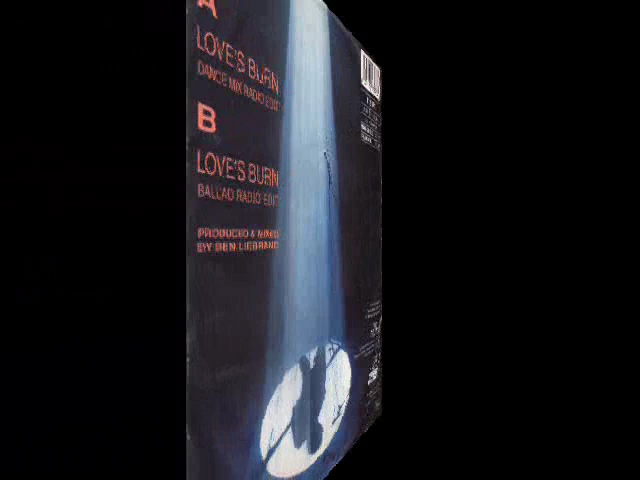 A
LOVE'S BURN
DANCE MIX RADIO EDIT
B
LOVE'S BURN
BALLAD RADIO EDIT
PRODUCED & MIXED
BY BEN LIEBRAND